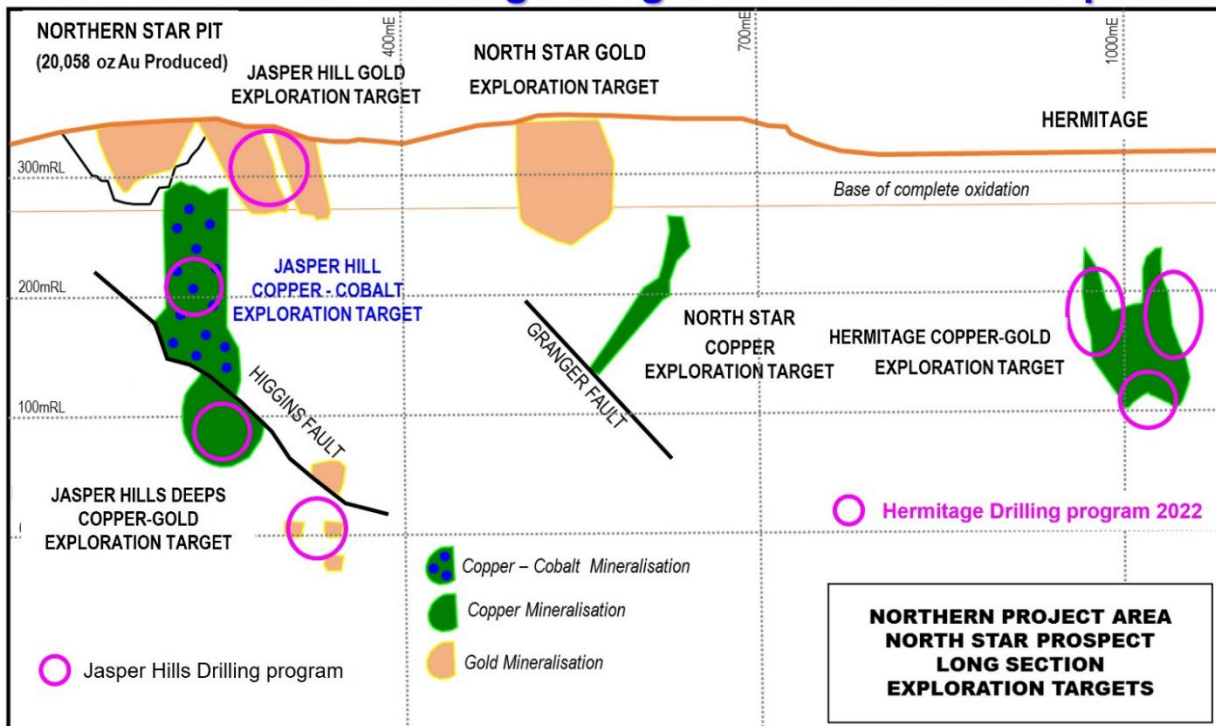 400mE
700mE
1000mE
NORTHERN STAR PIT
(20,058 oz Au Produced)
JASPER HILL GOLD
EXPLORATION TARGET
NORTH STAR GOLD
EXPLORATION TARGET
HERMITAGE
300mRL
Base of complete oxidation
200mRL
JASPER HILL
COPPER - COBALT
EXPLORATION TARGET
GRANGER FAULT
NORTH STAR
COPPER
EXPLORATION TARGET
HERMITAGE COPPER-GOLD
EXPLORATION TARGET
100mRL
HIGGINS FAULT
JASPER HILLS DEEPS
COPPER-GOLD
EXPLORATION TARGET
Hermitage Drilling program 2022
Copper – Cobalt Mineralisation
Copper Mineralisation
Gold Mineralisation
Jasper Hills Drilling program
NORTHERN PROJECT AREA
NORTH STAR PROSPECT
LONG SECTION
EXPLORATION TARGETS